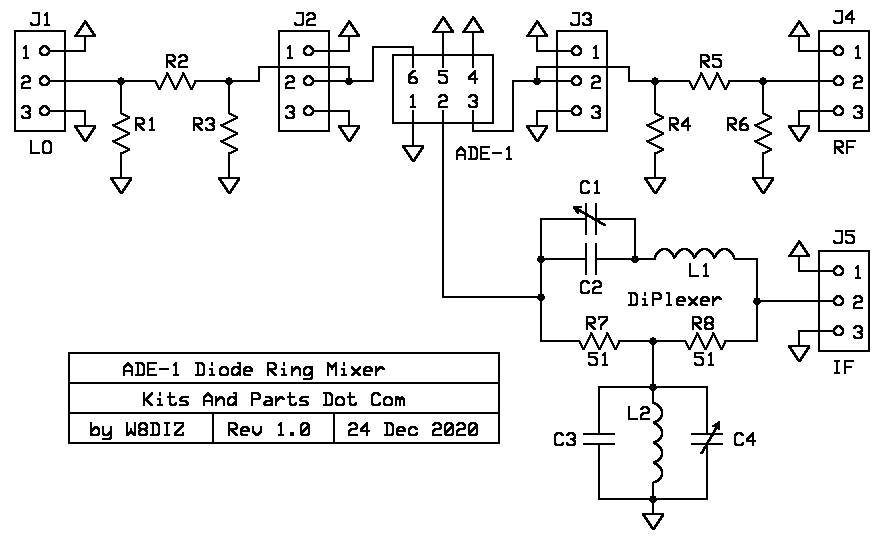 J1
J2
J3
J4
1
2
3
LO
R2
R1
R3
1
2
3
6 5 4
1 2 3
ADE-1
1
2
3
R5
R4
R6
1
2
3
RF
C1
C2
L1
DiPlexer
J5
1
2
3
IF
R7
51
R8
51
L2
C3
C4
ADE-1 Diode Ring Mixer
Kits And Parts Dot Com
by W8DIZ
Rev 1.0
24 Dec 2020